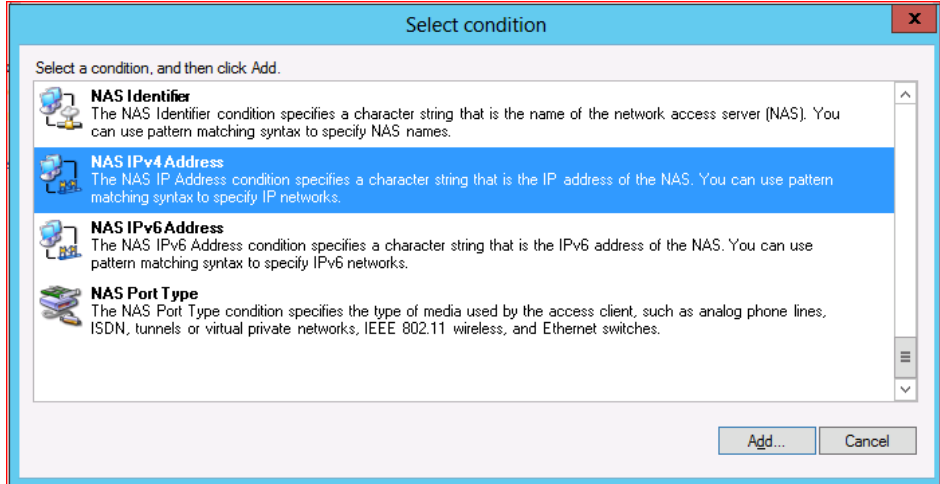 Select condition
x
Select a condition, and then click Add.
NAS Identifier
The NAS Identifier condition specifies a character string that is the name of the network access server (NAS). You
can use pattern matching syntax to specify NAS names.
NAS IPv4 Address
The NAS IP Address condition specifies a character string that is the IP address of the NAS. You can use pattern
matching syntax to specify IP networks.
NAS IPv6 Address
The NAS IPv6 Address condition specifies a character string that is the IPv6 address of the NAS. You can use
pattern matching syntax to specify IPv6 networks.
NAS Port Type
The NAS Port Type condition specifies the type of media used by the access client, such as analog phone lines,
ISDN, tunnels or virtual private networks, IEEE 802.11 wireless, and Ethernet switches.
Add... Cancel